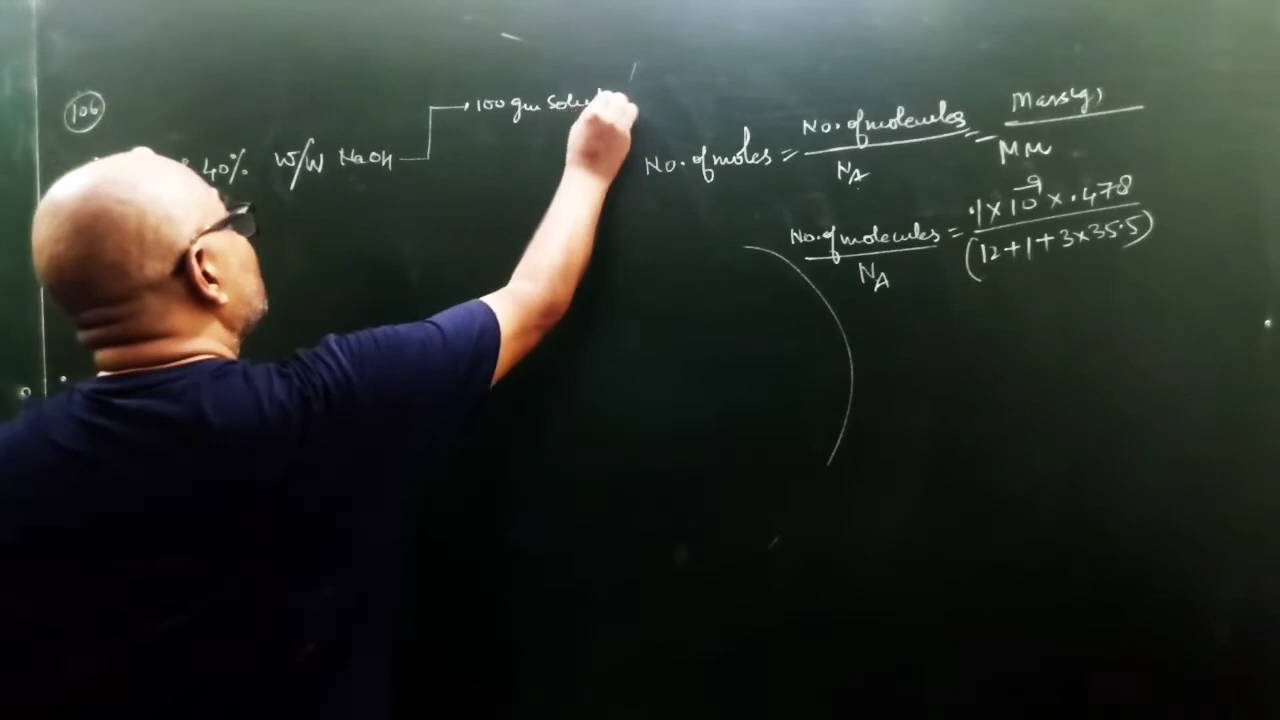 106
40% W/W NaOH → 100 gm
No. of moles = No. of molecules / NA = Mass(g) / MM
No. of molecules / NA = .1 × 10⁻⁹ × .478 / (12+1+3×35.5)